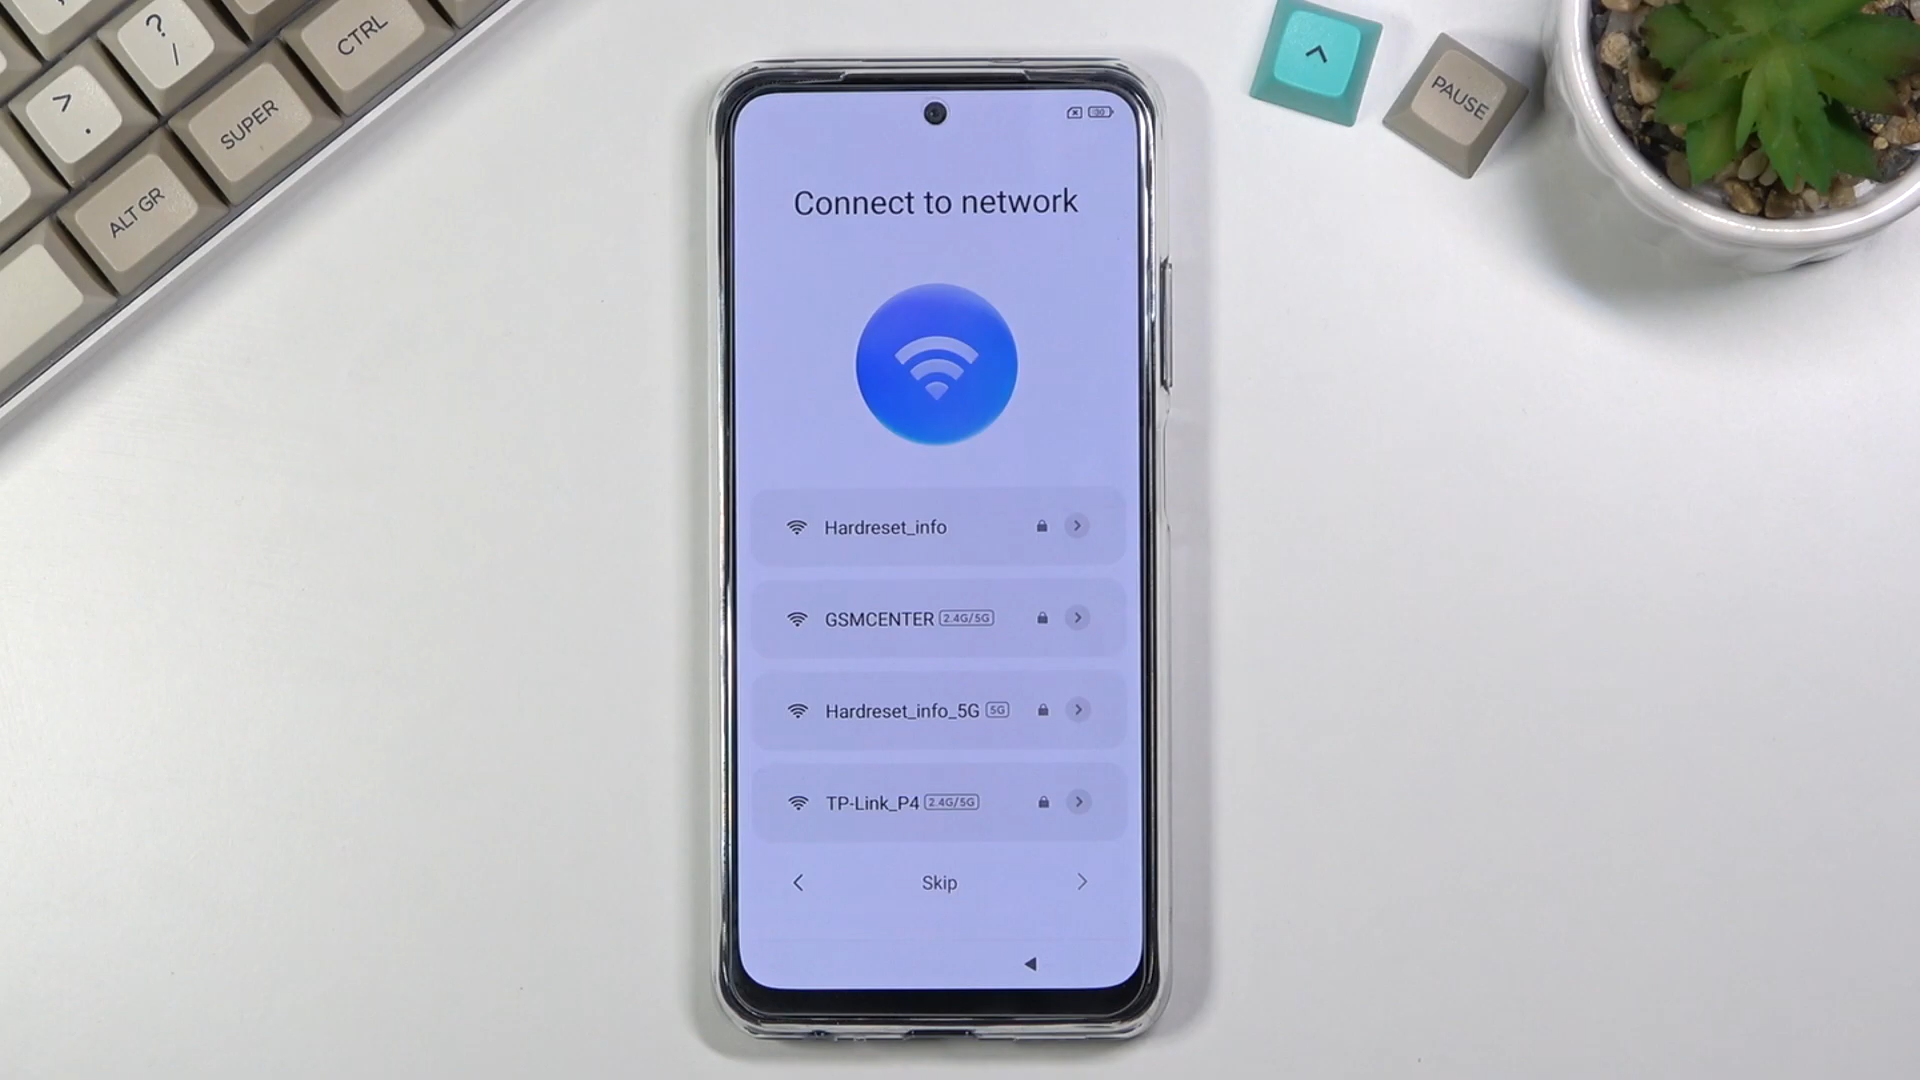 ?
/
CTRL
>
.
SUPER
ALT GR
^
PAUSE
Connect to network
Hardreset_info
GSMCENTER 2.4G/5G
Hardreset_info_5G 5G
TP-Link_P4 2.4G/5G
Skip